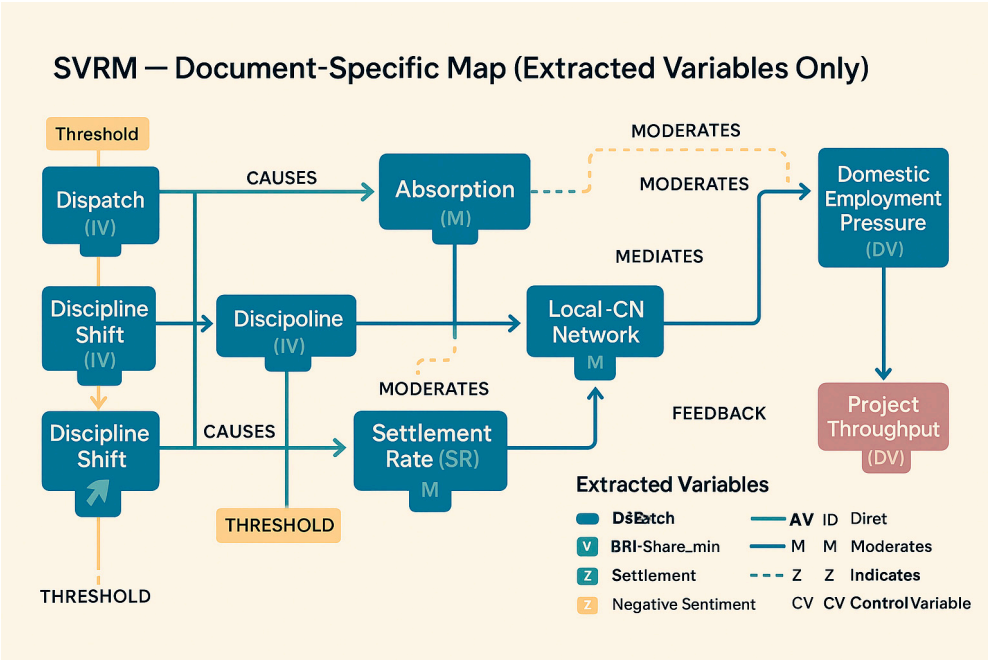 SVRM — Document-Specific Map (Extracted Variables Only)
Threshold
Dispatch
(IV)
CAUSES
Absorption
(M)
MODERATES
MODERATES
Domestic
Employment
Pressure
(DV)
MEDIATES
Discipline
Shift
(IV)
Discipoline
(IV)
Local-CN
Network
M
MODERATES
Discipline
Shift
CAUSES
Settlement
Rate (SR)
M
FEEDBACK
Project
Throughput
(DV)
THRESHOLD
THRESHOLD
Extracted Variables
V BRI-Share_min
Z Settlement
Z Negative Sentiment
AV ID Diret
M M Moderates
Z Z Indicates
CV CV Control Variable